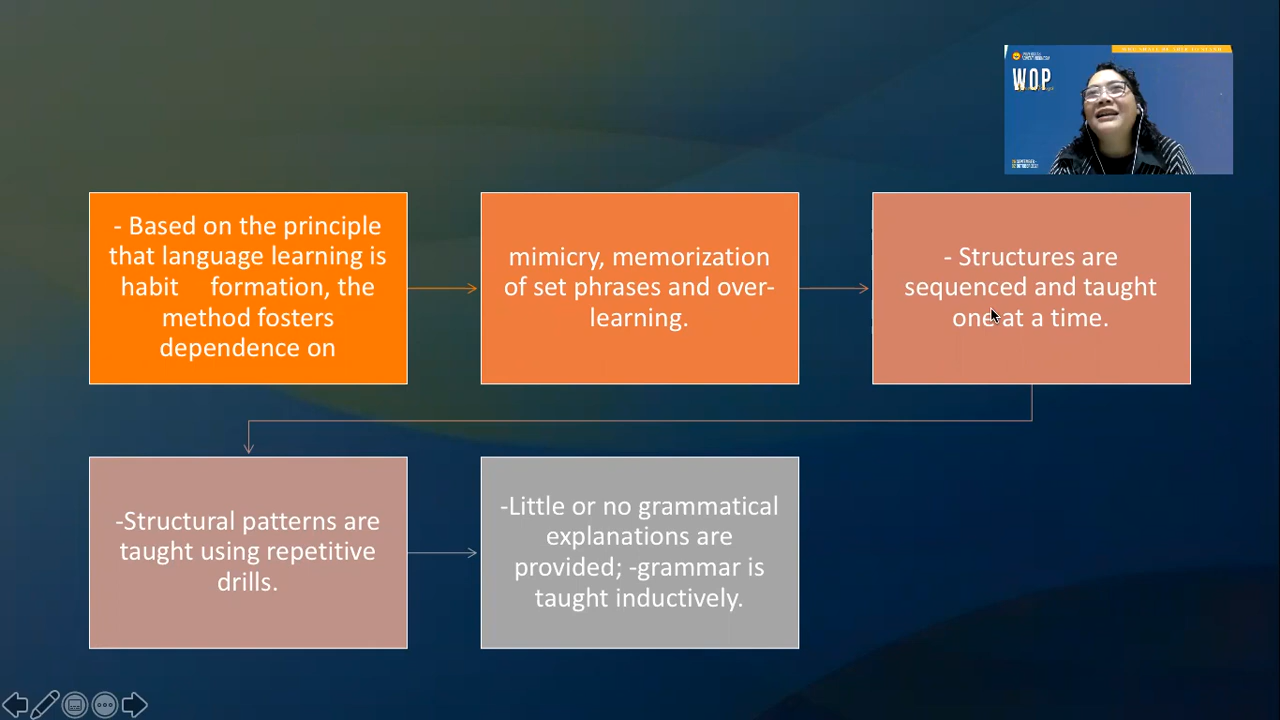 WOP
- Based on the principle
that language learning is
habit    formation, the
method fosters
dependence on
mimicry, memorization
of set phrases and over-
learning.
- Structures are
sequenced and taught
one at a time.
-Structural patterns are
taught using repetitive
drills.
-Little or no grammatical
explanations are
provided; -grammar is
taught inductively.